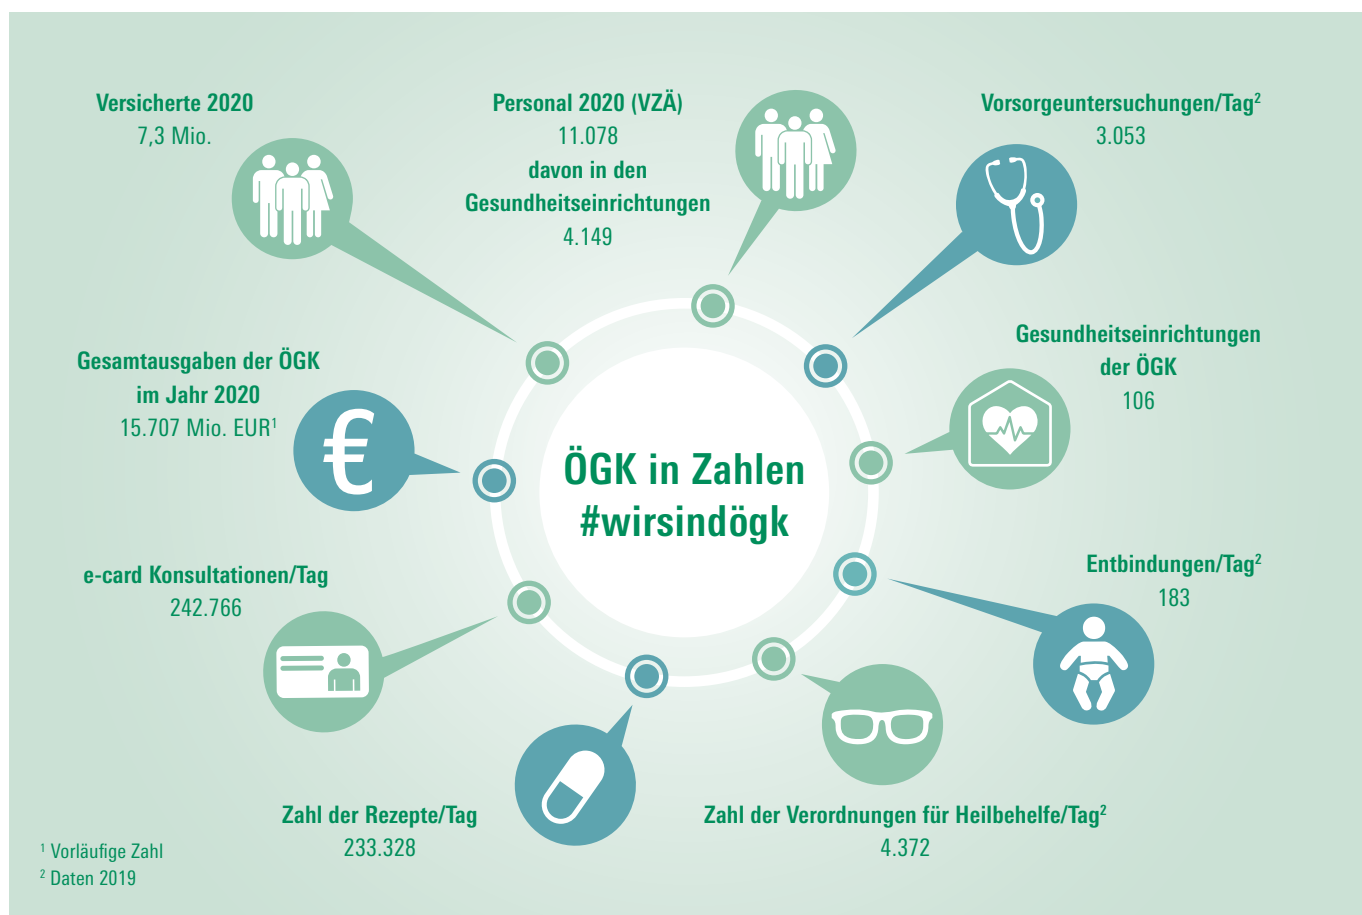 Versicherte 2020
7,3 Mio.
Personal 2020 (VZÄ)
11.078
davon in den
Gesundheitseinrichtungen
4.149
Vorsorgeuntersuchungen/Tag²
3.053
Gesamtausgaben der ÖGK
im Jahr 2020
15.707 Mio. EUR¹
€
Gesundheitseinrichtungen
der ÖGK
106
ÖGK in Zahlen
#wirsindögk
e-card Konsultationen/Tag
242.766
Entbindungen/Tag²
183
Zahl der Rezepte/Tag
233.328
Zahl der Verordnungen für Heilbehelfe/Tag²
4.372
¹ Vorläufige Zahl
² Daten 2019